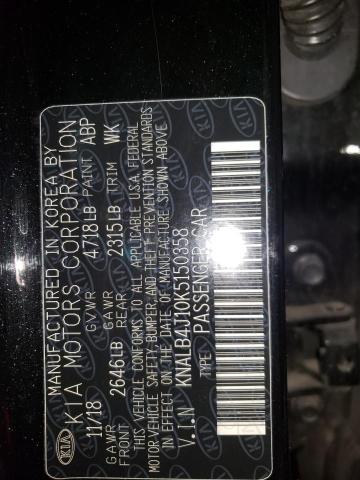 MANUFACTURED IN KOREA BY
KIA KIA MOTORS CORPORATION
11/18 GVWR 4718LB PAINT ABP
GAWR FRONT 2646LB GAWR REAR 2315LB TRIM WK
THIS VEHICLE CONFORMS TO ALL APPLICABLE U.S.A. FEDERAL
MOTOR VEHICLE SAFETY, BUMPER, AND THEFT PREVENTION STANDARDS
IN EFFECT ON THE DATE OF MANUFACTURE SHOWN ABOVE
V.I.N KNALB4J10K5150358
TYPE PASSENGER CAR